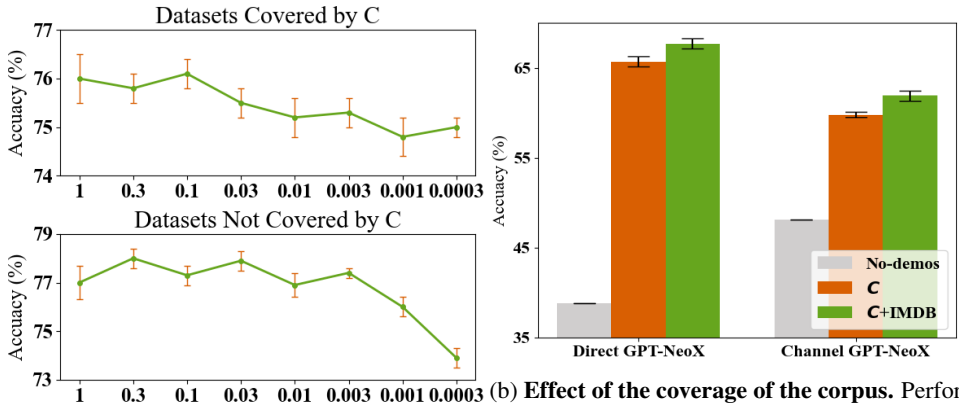 Datasets Covered by C
77
76
75
74
Accuacy (%)
1 0.3 0.1 0.03 0.01 0.003 0.001 0.0003
Datasets Not Covered by C
79
77
75
73
Accuacy (%)
1 0.3 0.1 0.03 0.01 0.003 0.001 0.0003
65
55
45
35
Accuacy (%)
No-demos
C
C+IMDB
Direct GPT-NeoX Channel GPT-NeoX
(b) Effect of the coverage of the corpus. Perfor